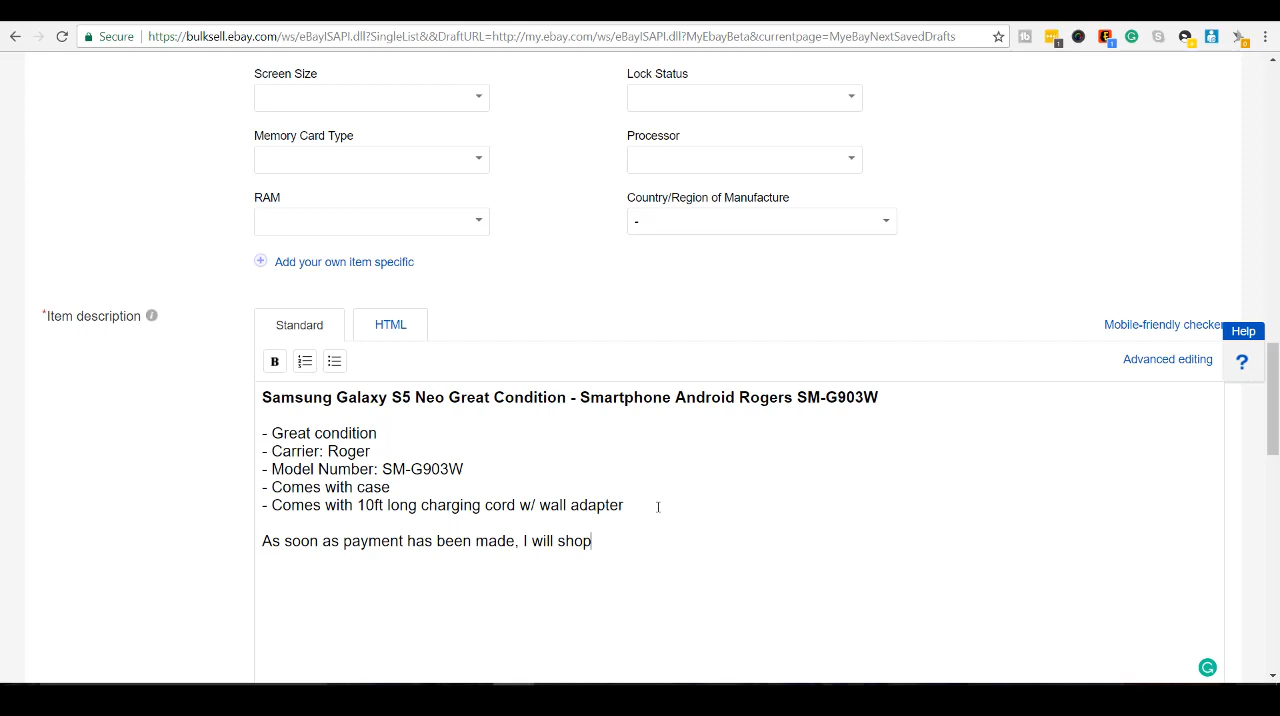 Secure https://bulksell.ebay.com/ws/eBayISAPI.dll?SingleList&&DraftURL=http://my.ebay.com/ws/eBayISAPI.dll?MyEbayBeta&currentpage=MyeBayNextSavedDrafts
Screen Size Lock Status
Memory Card Type Processor
RAM Country/Region of Manufacture
-
Add your own item specific
*Item description
Standard HTML Mobile-friendly checker
Help
B Advanced editing ?
Samsung Galaxy S5 Neo Great Condition - Smartphone Android Rogers SM-G903W
- Great condition
- Carrier: Roger
- Model Number: SM-G903W
- Comes with case
- Comes with 10ft long charging cord w/ wall adapter
As soon as payment has been made, I will shop